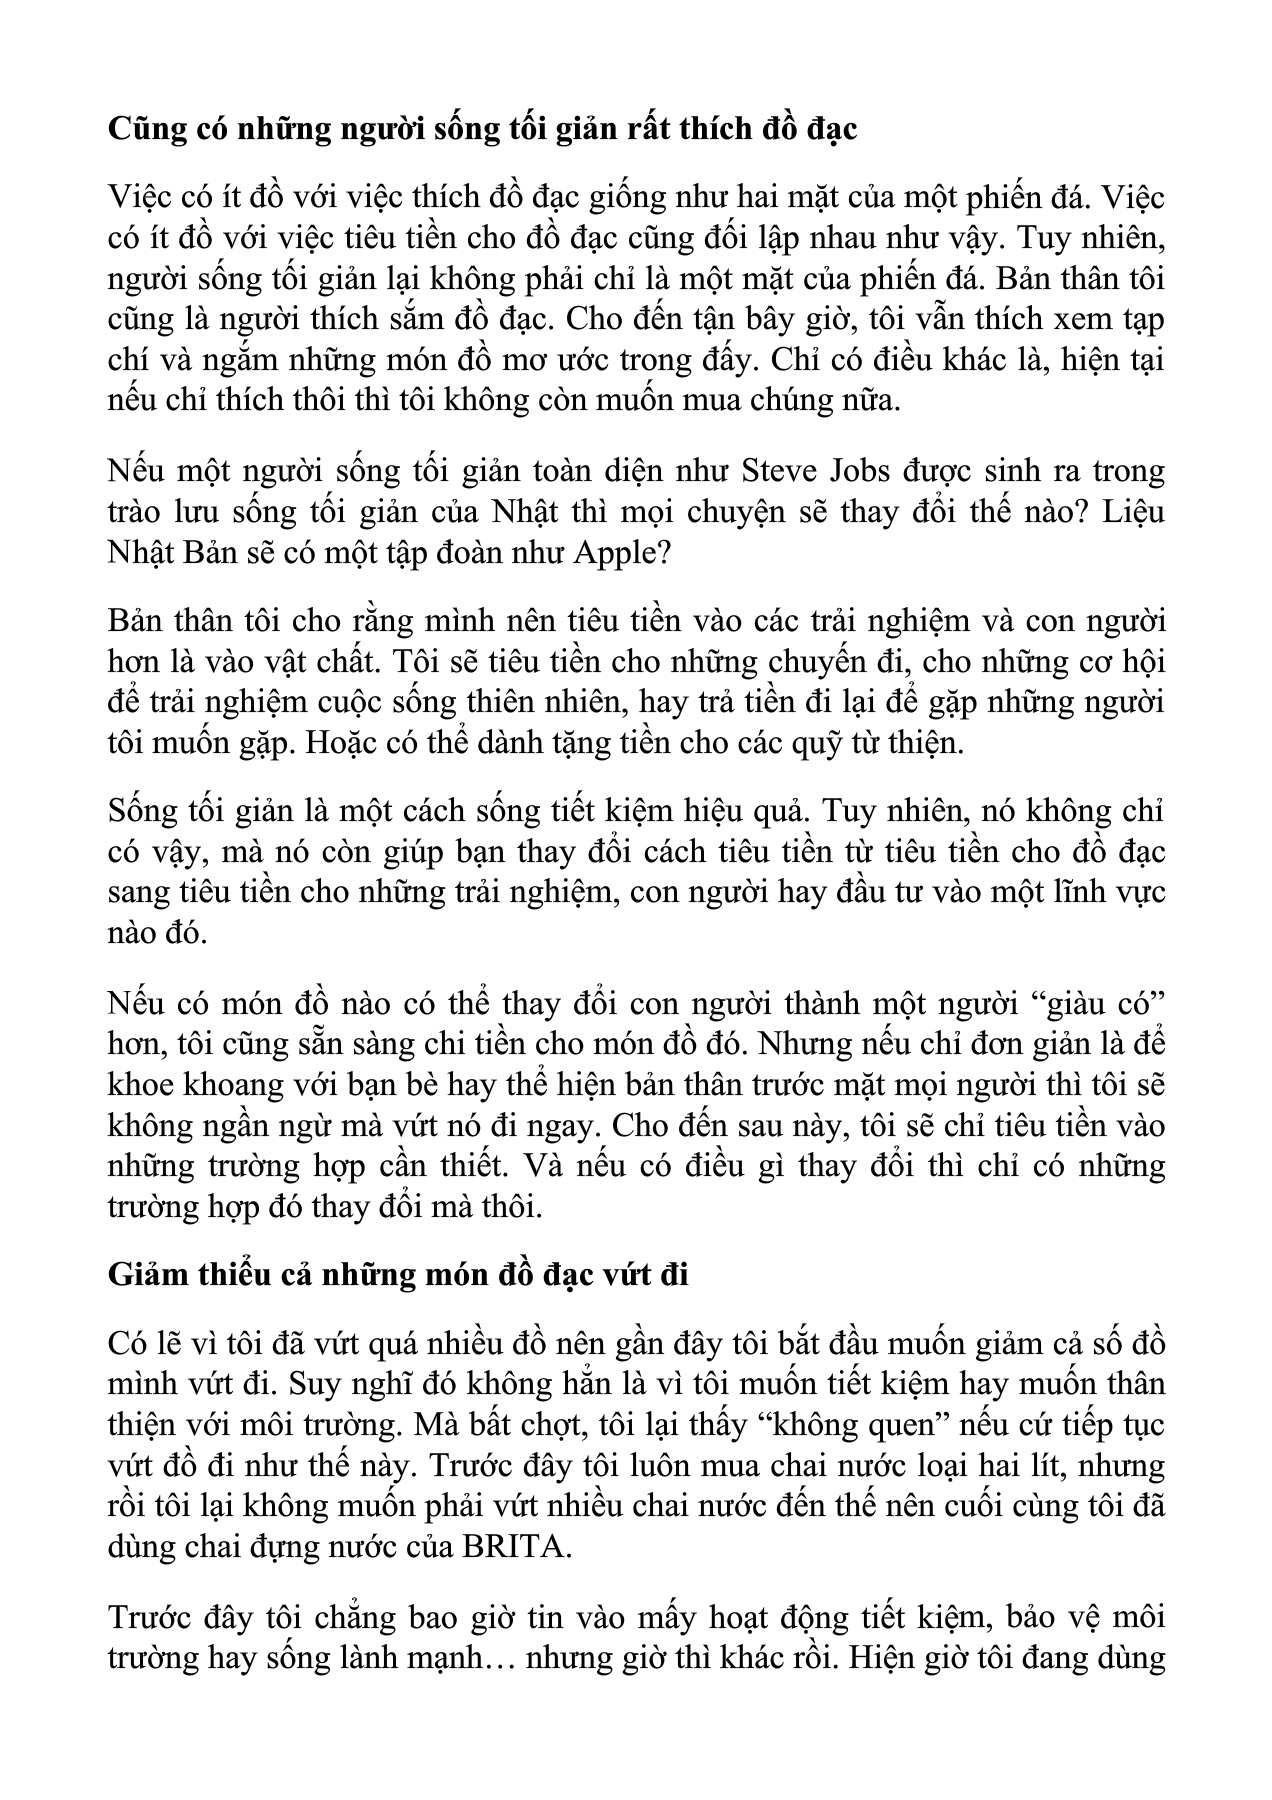 Cũng có những người sống tối giản rất thích đồ đạc
Việc có ít đồ với việc thích đồ đạc giống như hai mặt của một phiến đá. Việc
có ít đồ với việc tiêu tiền cho đồ đạc cũng đối lập nhau như vậy. Tuy nhiên,
người sống tối giản lại không phải chỉ là một mặt của phiến đá. Bản thân tôi
cũng là người thích sắm đồ đạc. Cho đến tận bây giờ, tôi vẫn thích xem tạp
chí và ngắm những món đồ mơ ước trong đấy. Chỉ có điều khác là, hiện tại
nếu chỉ thích thôi thì tôi không còn muốn mua chúng nữa.
Nếu một người sống tối giản toàn diện như Steve Jobs được sinh ra trong
trào lưu sống tối giản của Nhật thì mọi chuyện sẽ thay đổi thế nào? Liệu
Nhật Bản sẽ có một tập đoàn như Apple?
Bản thân tôi cho rằng mình nên tiêu tiền vào các trải nghiệm và con người
hơn là vào vật chất. Tôi sẽ tiêu tiền cho những chuyến đi, cho những cơ hội
để trải nghiệm cuộc sống thiên nhiên, hay trả tiền đi lại để gặp những người
tôi muốn gặp. Hoặc có thể dành tặng tiền cho các quỹ từ thiện.
Sống tối giản là một cách sống tiết kiệm hiệu quả. Tuy nhiên, nó không chỉ
có vậy, mà nó còn giúp bạn thay đổi cách tiêu tiền từ tiêu tiền cho đồ đạc
sang tiêu tiền cho những trải nghiệm, con người hay đầu tư vào một lĩnh vực
nào đó.
Nếu có món đồ nào có thể thay đổi con người thành một người “giàu có”
hơn, tôi cũng sẵn sàng chi tiền cho món đồ đó. Nhưng nếu chỉ đơn giản là để
khoe khoang với bạn bè hay thể hiện bản thân trước mặt mọi người thì tôi sẽ
không ngần ngừ mà vứt nó đi ngay. Cho đến sau này, tôi sẽ chỉ tiêu tiền vào
những trường hợp cần thiết. Và nếu có điều gì thay đổi thì chỉ có những
trường hợp đó thay đổi mà thôi.
Giảm thiểu cả những món đồ đạc vứt đi
Có lẽ vì tôi đã vứt quá nhiều đồ nên gần đây tôi bắt đầu muốn giảm cả số đồ
mình vứt đi. Suy nghĩ đó không hẳn là vì tôi muốn tiết kiệm hay muốn thân
thiện với môi trường. Mà bất chợt, tôi lại thấy “không quen” nếu cứ tiếp tục
vứt đồ đi như thế này. Trước đây tôi luôn mua chai nước loại hai lít, nhưng
rồi tôi lại không muốn phải vứt nhiều chai nước đến thế nên cuối cùng tôi đã
dùng chai đựng nước của BRITA.
Trước đây tôi chẳng bao giờ tin vào mấy hoạt động tiết kiệm, bảo vệ môi
trường hay sống lành mạnh… nhưng giờ thì khác rồi. Hiện giờ tôi đang dùng